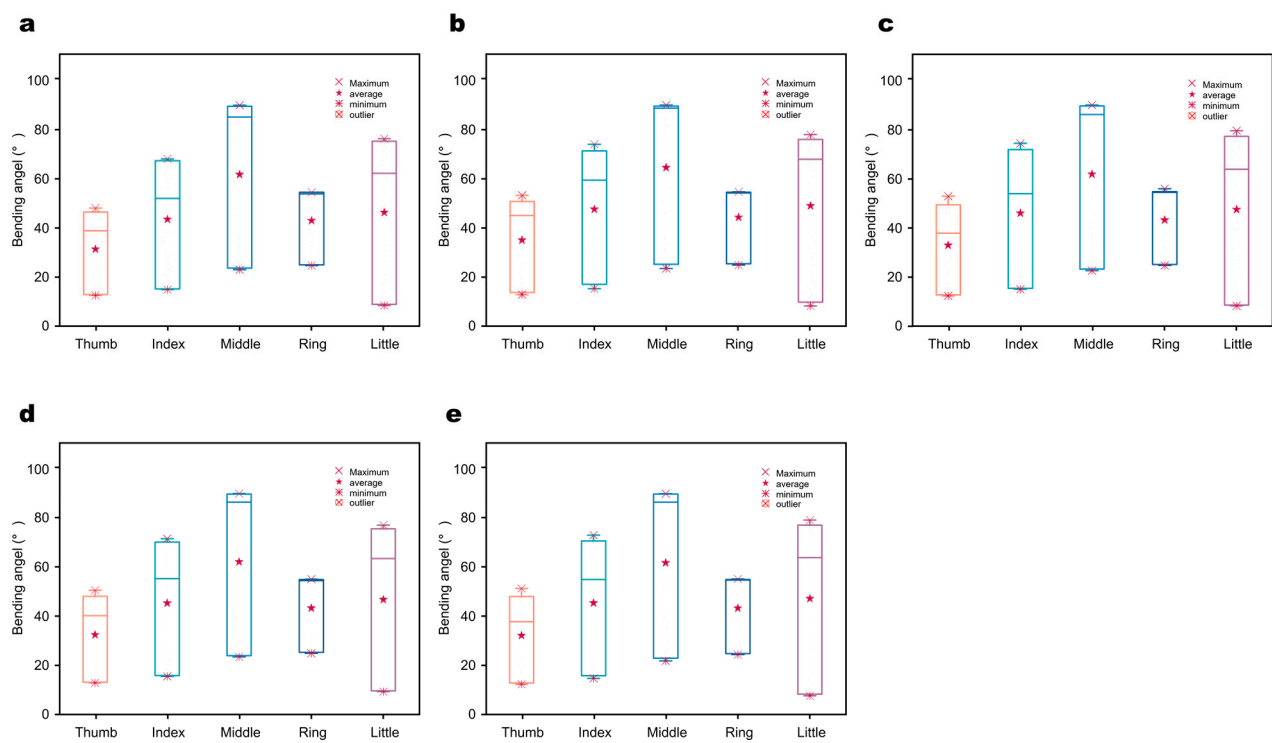 a
Bending angel (° )
100
80
60
40
20
0
Maximum
average
minimum
outlier
Thumb Index Middle Ring Little
b
Bending angel (° )
100
80
60
40
20
0
Maximum
average
minimum
outlier
Thumb Index Middle Ring Little
c
Bending angel (° )
100
80
60
40
20
0
Maximum
average
minimum
outlier
Thumb Index Middle Ring Little
d
Bending angel (° )
100
80
60
40
20
0
Maximum
average
minimum
outlier
Thumb Index Middle Ring Little
e
Bending angel (° )
100
80
60
40
20
0
Maximum
average
minimum
outlier
Thumb Index Middle Ring Little